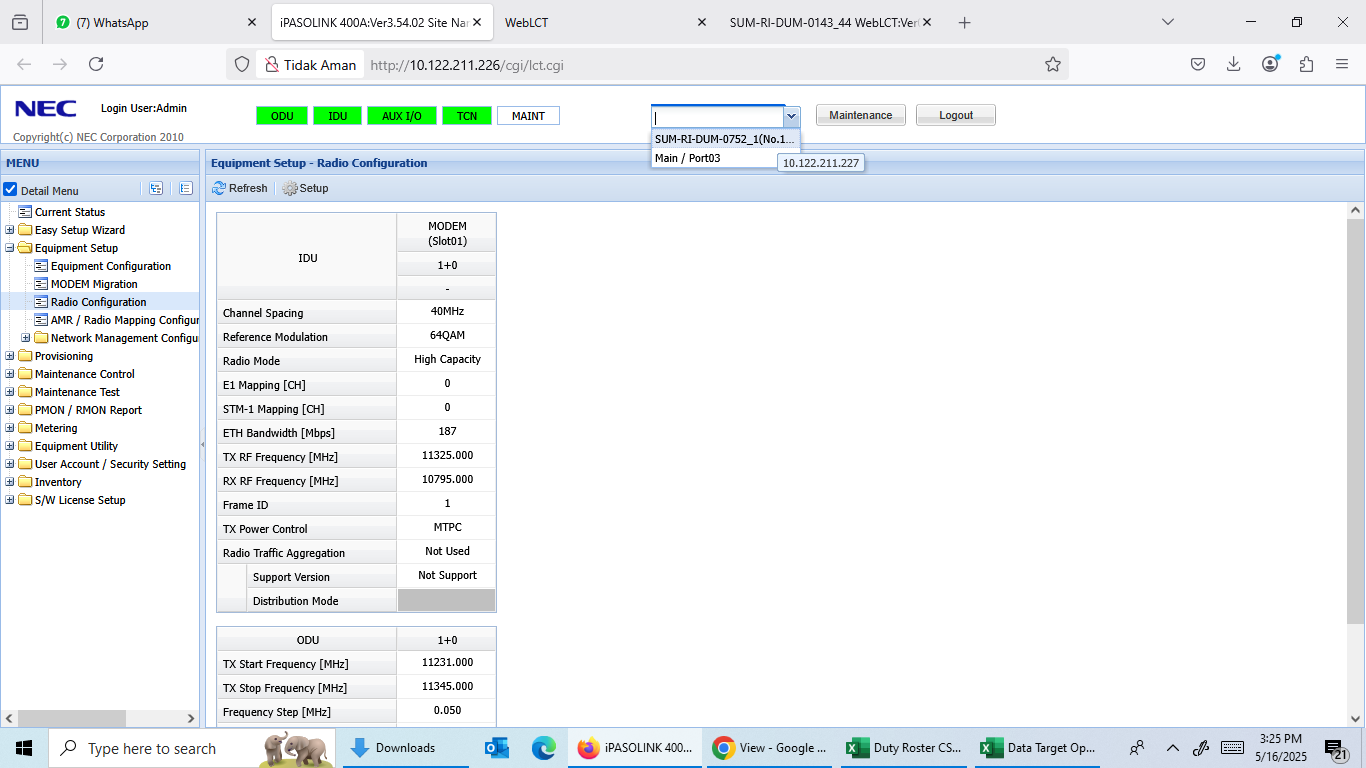 (7) WhatsApp
iPASOLINK 400A:Ver3.54.02 Site Nar
WebLCT
SUM-RI-DUM-0143_44 WebLCT:Ver
Tidak Aman
http://10.122.211.226/cgi/lct.cgi
NEC
Login User:Admin
Copyright(c) NEC Corporation 2010
ODU
IDU
AUX I/O
TCN
MAINT
SUM-RI-DUM-0752_1(No.1...
Main / Port03
10.122.211.227
Maintenance
Logout
MENU
Detail Menu
Current Status
Easy Setup Wizard
Equipment Setup
Equipment Configuration
MODEM Migration
Radio Configuration
AMR / Radio Mapping Configur
Network Management Configu
Provisioning
Maintenance Control
Maintenance Test
PMON / RMON Report
Metering
Equipment Utility
User Account / Security Setting
Inventory
S/W License Setup
Equipment Setup - Radio Configuration
Refresh
Setup
IDU
MODEM
(Slot01)
1+0
-
Channel Spacing 40MHz
Reference Modulation 64QAM
Radio Mode High Capacity
E1 Mapping [CH] 0
STM-1 Mapping [CH] 0
ETH Bandwidth [Mbps] 187
TX RF Frequency [MHz] 11325.000
RX RF Frequency [MHz] 10795.000
Frame ID 1
TX Power Control MTPC
Radio Traffic Aggregation Not Used
Support Version Not Support
Distribution Mode
ODU 1+0
TX Start Frequency [MHz] 11231.000
TX Stop Frequency [MHz] 11345.000
Frequency Step [MHz] 0.050
Type here to search
Downloads
iPASOLINK 400...
View - Google ...
Duty Roster CS...
Data Target Op...
3:25 PM
5/16/2025
21